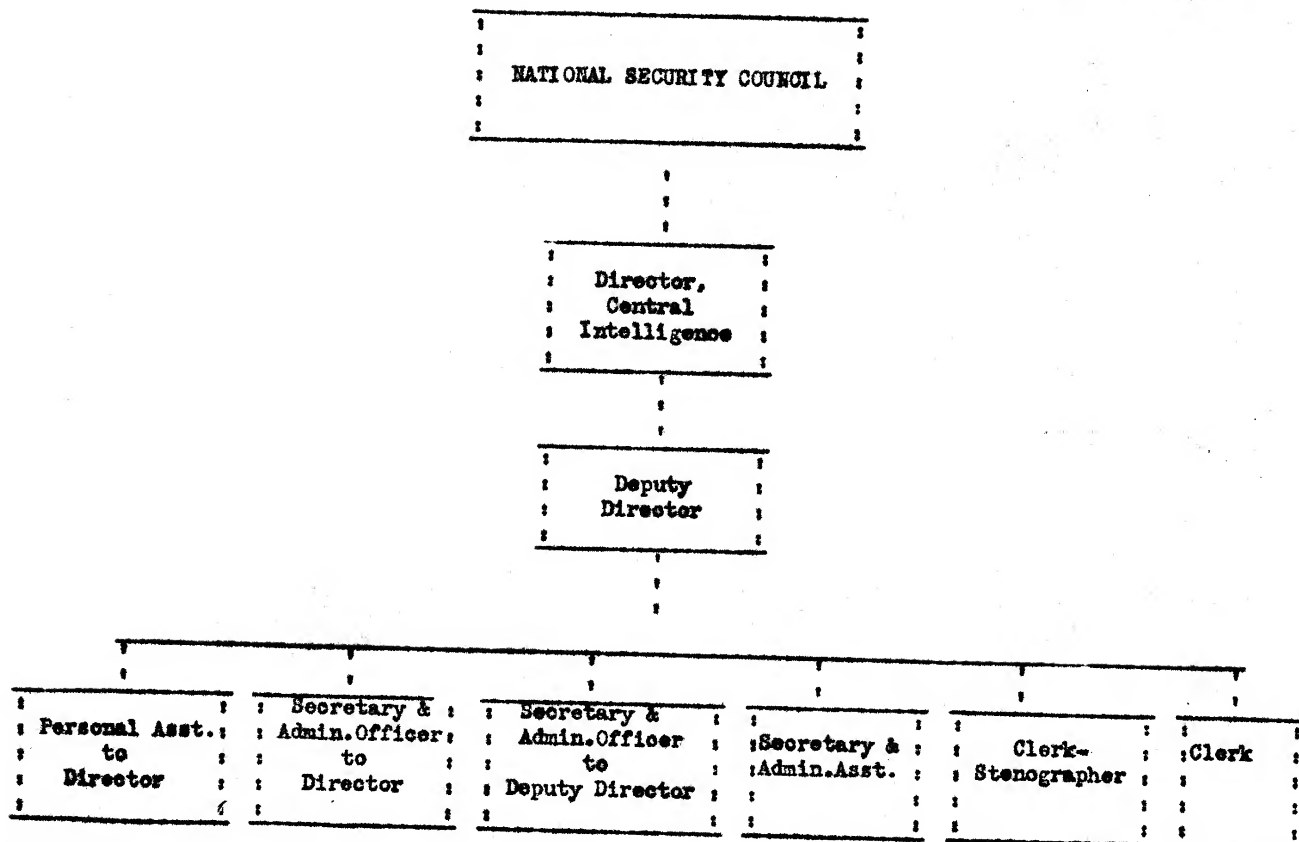 NATIONAL SECURITY COUNCIL
Director,
Central
Intelligence
Deputy
Director
Personal Asst.
to
Director
Secretary &
Admin.Officer
to
Director
Secretary &
Admin.Officer
to
Deputy Director
Secretary &
Admin.Asst.
Clerk-
Stenographer
Clerk